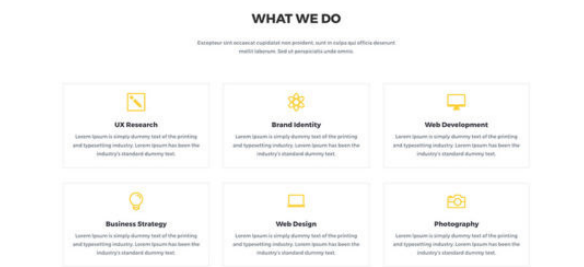 WHAT WE DO
Excepteur sint occaecat cupidatat non proident, sunt in culpa qui officia deserunt
mollit laborum. Sed ut perspiciatis unde omnis.
UX Research
Lorem Ipsum is simply dummy text of the printing
and typesetting industry. Lorem Ipsum has been the
industry's standard dummy text.
Brand Identity
Lorem Ipsum is simply dummy text of the printing
and typesetting industry. Lorem Ipsum has been the
industry's standard dummy text.
Web Development
Lorem Ipsum is simply dummy text of the printing
and typesetting industry. Lorem Ipsum has been the
industry's standard dummy text.
Business Strategy
Lorem Ipsum is simply dummy text of the printing
and typesetting industry. Lorem Ipsum has been the
industry's standard dummy text.
Web Design
Lorem Ipsum is simply dummy text of the printing
and typesetting industry. Lorem Ipsum has been the
industry's standard dummy text.
Photography
Lorem Ipsum is simply dummy text of the printing
and typesetting industry. Lorem Ipsum has been the
industry's standard dummy text.